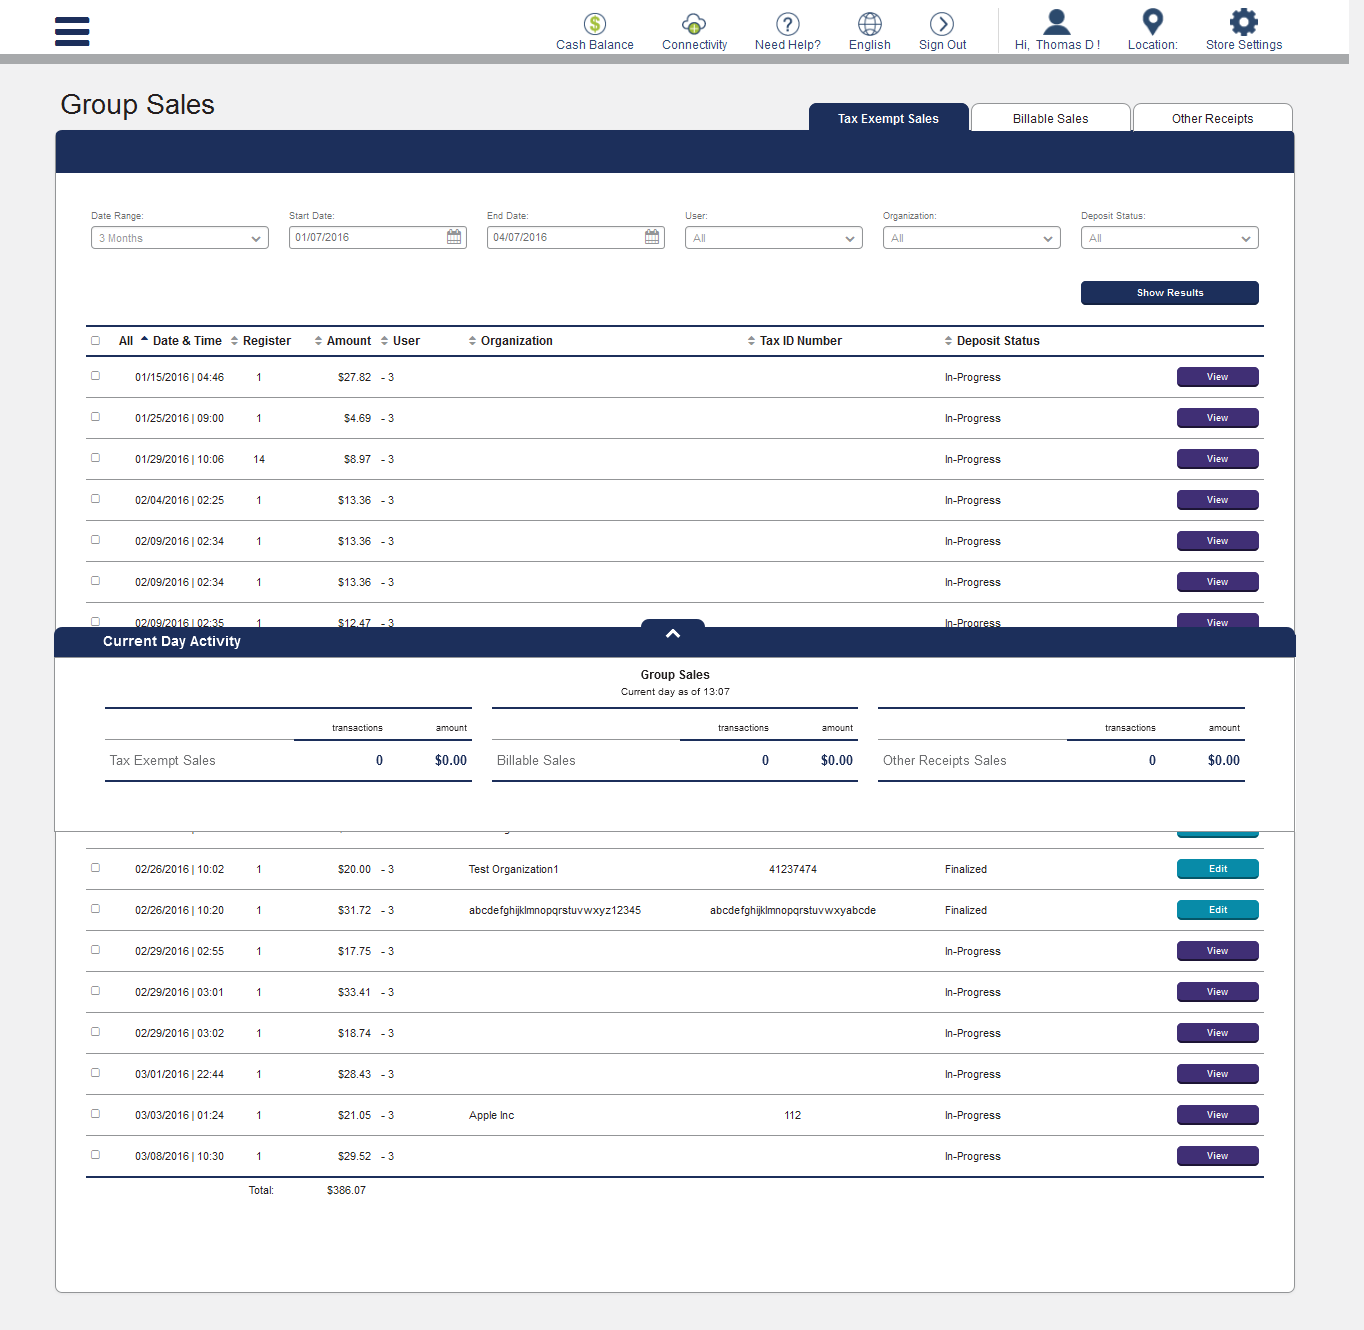 Cash Balance Connectivity Need Help? English Sign Out Hi, Thomas D ! Location: Store Settings
Group Sales
Tax Exempt Sales Billable Sales Other Receipts
Date Range: Start Date: End Date: User: Organization: Deposit Status:
3 Months 01/07/2016 04/07/2016 All All All
Show Results
All Date & Time Register Amount User Organization Tax ID Number Deposit Status
01/15/2016 | 04:46 1 $27.82 - 3 In-Progress View
01/25/2016 | 09:00 1 $4.69 - 3 In-Progress View
01/29/2016 | 10:06 14 $8.97 - 3 In-Progress View
02/04/2016 | 02:25 1 $13.36 - 3 In-Progress View
02/09/2016 | 02:34 1 $13.36 - 3 In-Progress View
02/09/2016 | 02:34 1 $13.36 - 3 In-Progress View
02/09/2016 | 02:35 1 $12.47 - 3 In-Progress View
Current Day Activity
Group Sales
Current day as of 13:07
transactions amount transactions amount transactions amount
Tax Exempt Sales 0 $0.00 Billable Sales 0 $0.00 Other Receipts Sales 0 $0.00
02/26/2016 | 10:02 1 $20.00 - 3 Test Organization1 41237474 Finalized Edit
02/26/2016 | 10:20 1 $31.72 - 3 abcdefghijklmnopqrstuvwxyz12345 abcdefghijklmnopqrstuvwxyabcde Finalized Edit
02/29/2016 | 02:55 1 $17.75 - 3 In-Progress View
02/29/2016 | 03:01 1 $33.41 - 3 In-Progress View
02/29/2016 | 03:02 1 $18.74 - 3 In-Progress View
03/01/2016 | 22:44 1 $28.43 - 3 In-Progress View
03/03/2016 | 01:24 1 $21.05 - 3 Apple Inc 112 In-Progress View
03/08/2016 | 10:30 1 $29.52 - 3 In-Progress View
Total: $386.07